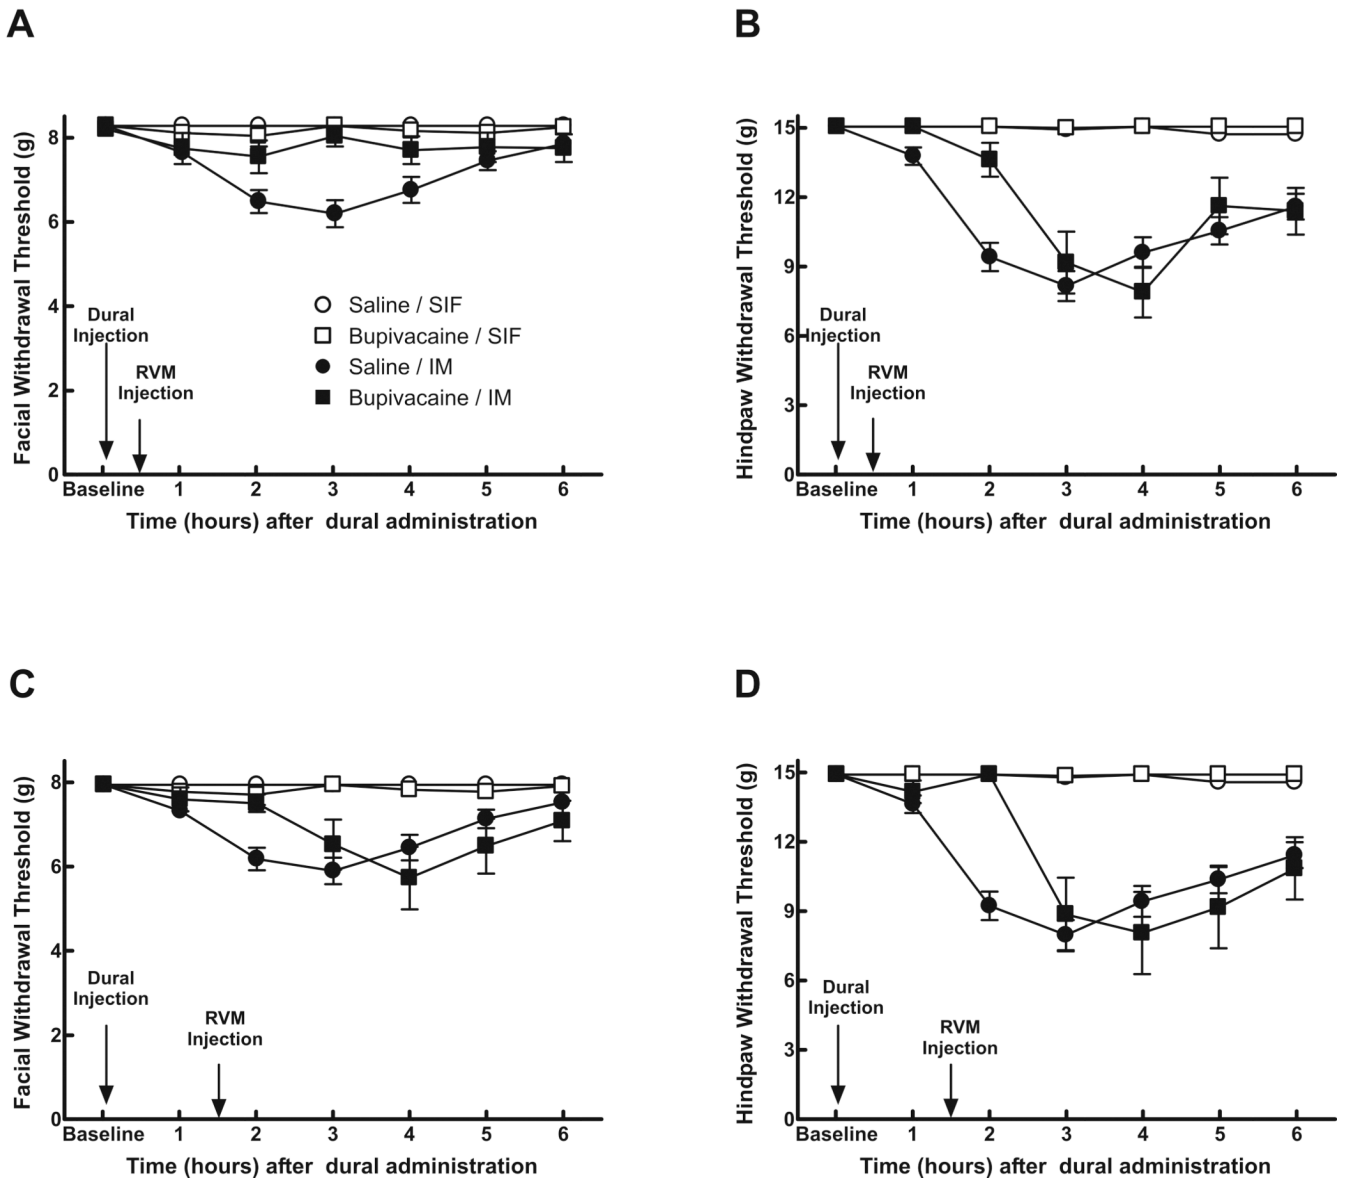 A
Facial Withdrawal Threshold (g)
8
6
4
2
0
Dural
Injection
RVM
Injection
Saline / SIF
Bupivacaine / SIF
Saline / IM
Bupivacaine / IM
Baseline 1 2 3 4 5 6
Time (hours) after dural administration
B
Hindpaw Withdrawal Threshold (g)
15
12
9
6
3
0
Dural
Injection
RVM
Injection
Baseline 1 2 3 4 5 6
Time (hours) after dural administration
C
Facial Withdrawal Threshold (g)
8
6
4
2
0
Dural
Injection
RVM
Injection
Baseline 1 2 3 4 5 6
Time (hours) after dural administration
D
Hindpaw Withdrawal Threshold (g)
15
12
9
6
3
0
Dural
Injection
RVM
Injection
Baseline 1 2 3 4 5 6
Time (hours) after dural administration